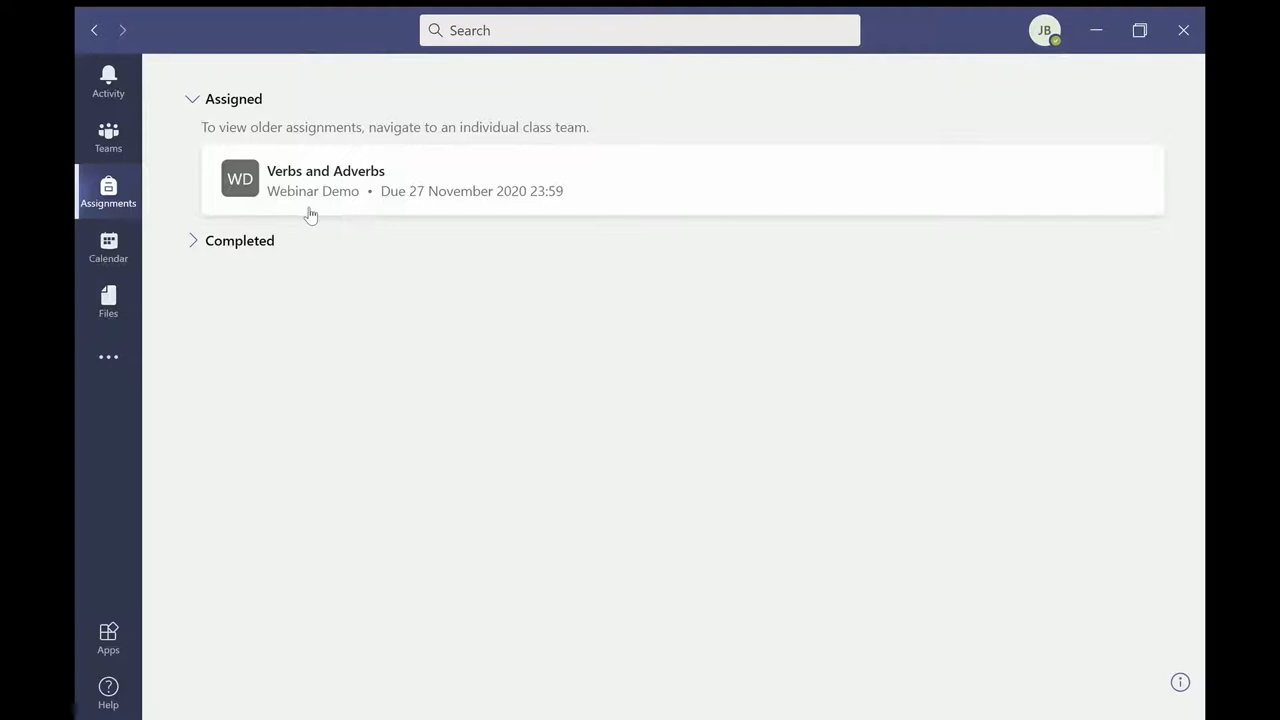 Search
JB
Activity
Teams
Assignments
Calendar
Files
Apps
Help
Assigned
To view older assignments, navigate to an individual class team.
WD
Verbs and Adverbs
Webinar Demo • Due 27 November 2020 23:59
Completed